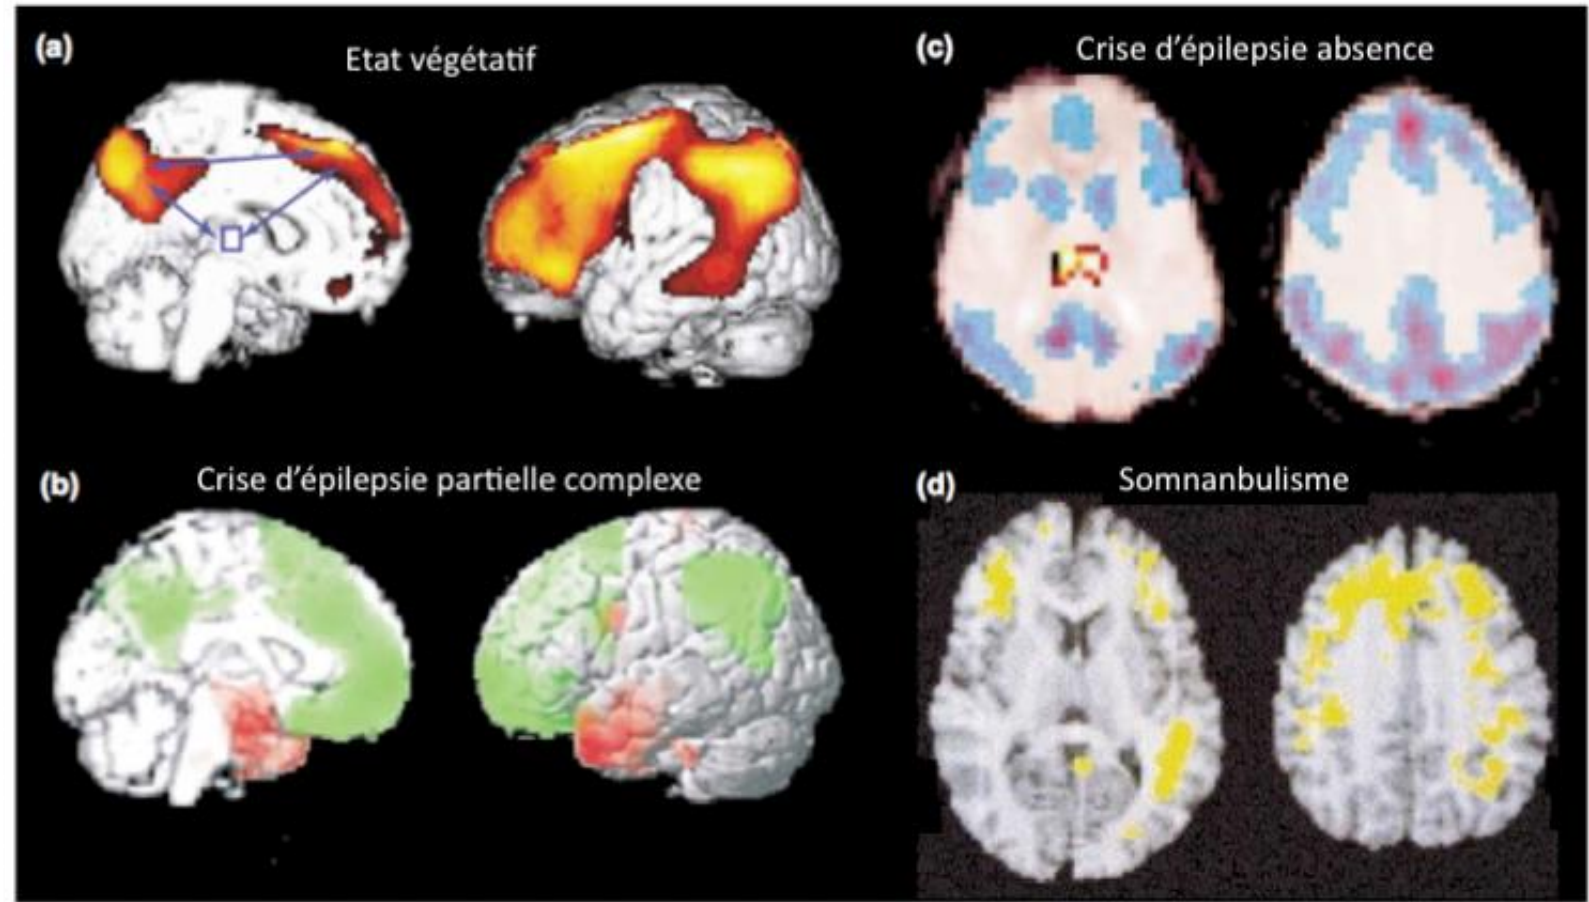 (a)
Etat végétatif
(c)
Crise d'épilepsie absence
(b)
Crise d'épilepsie partielle complexe
(d)
Somnanbulisme